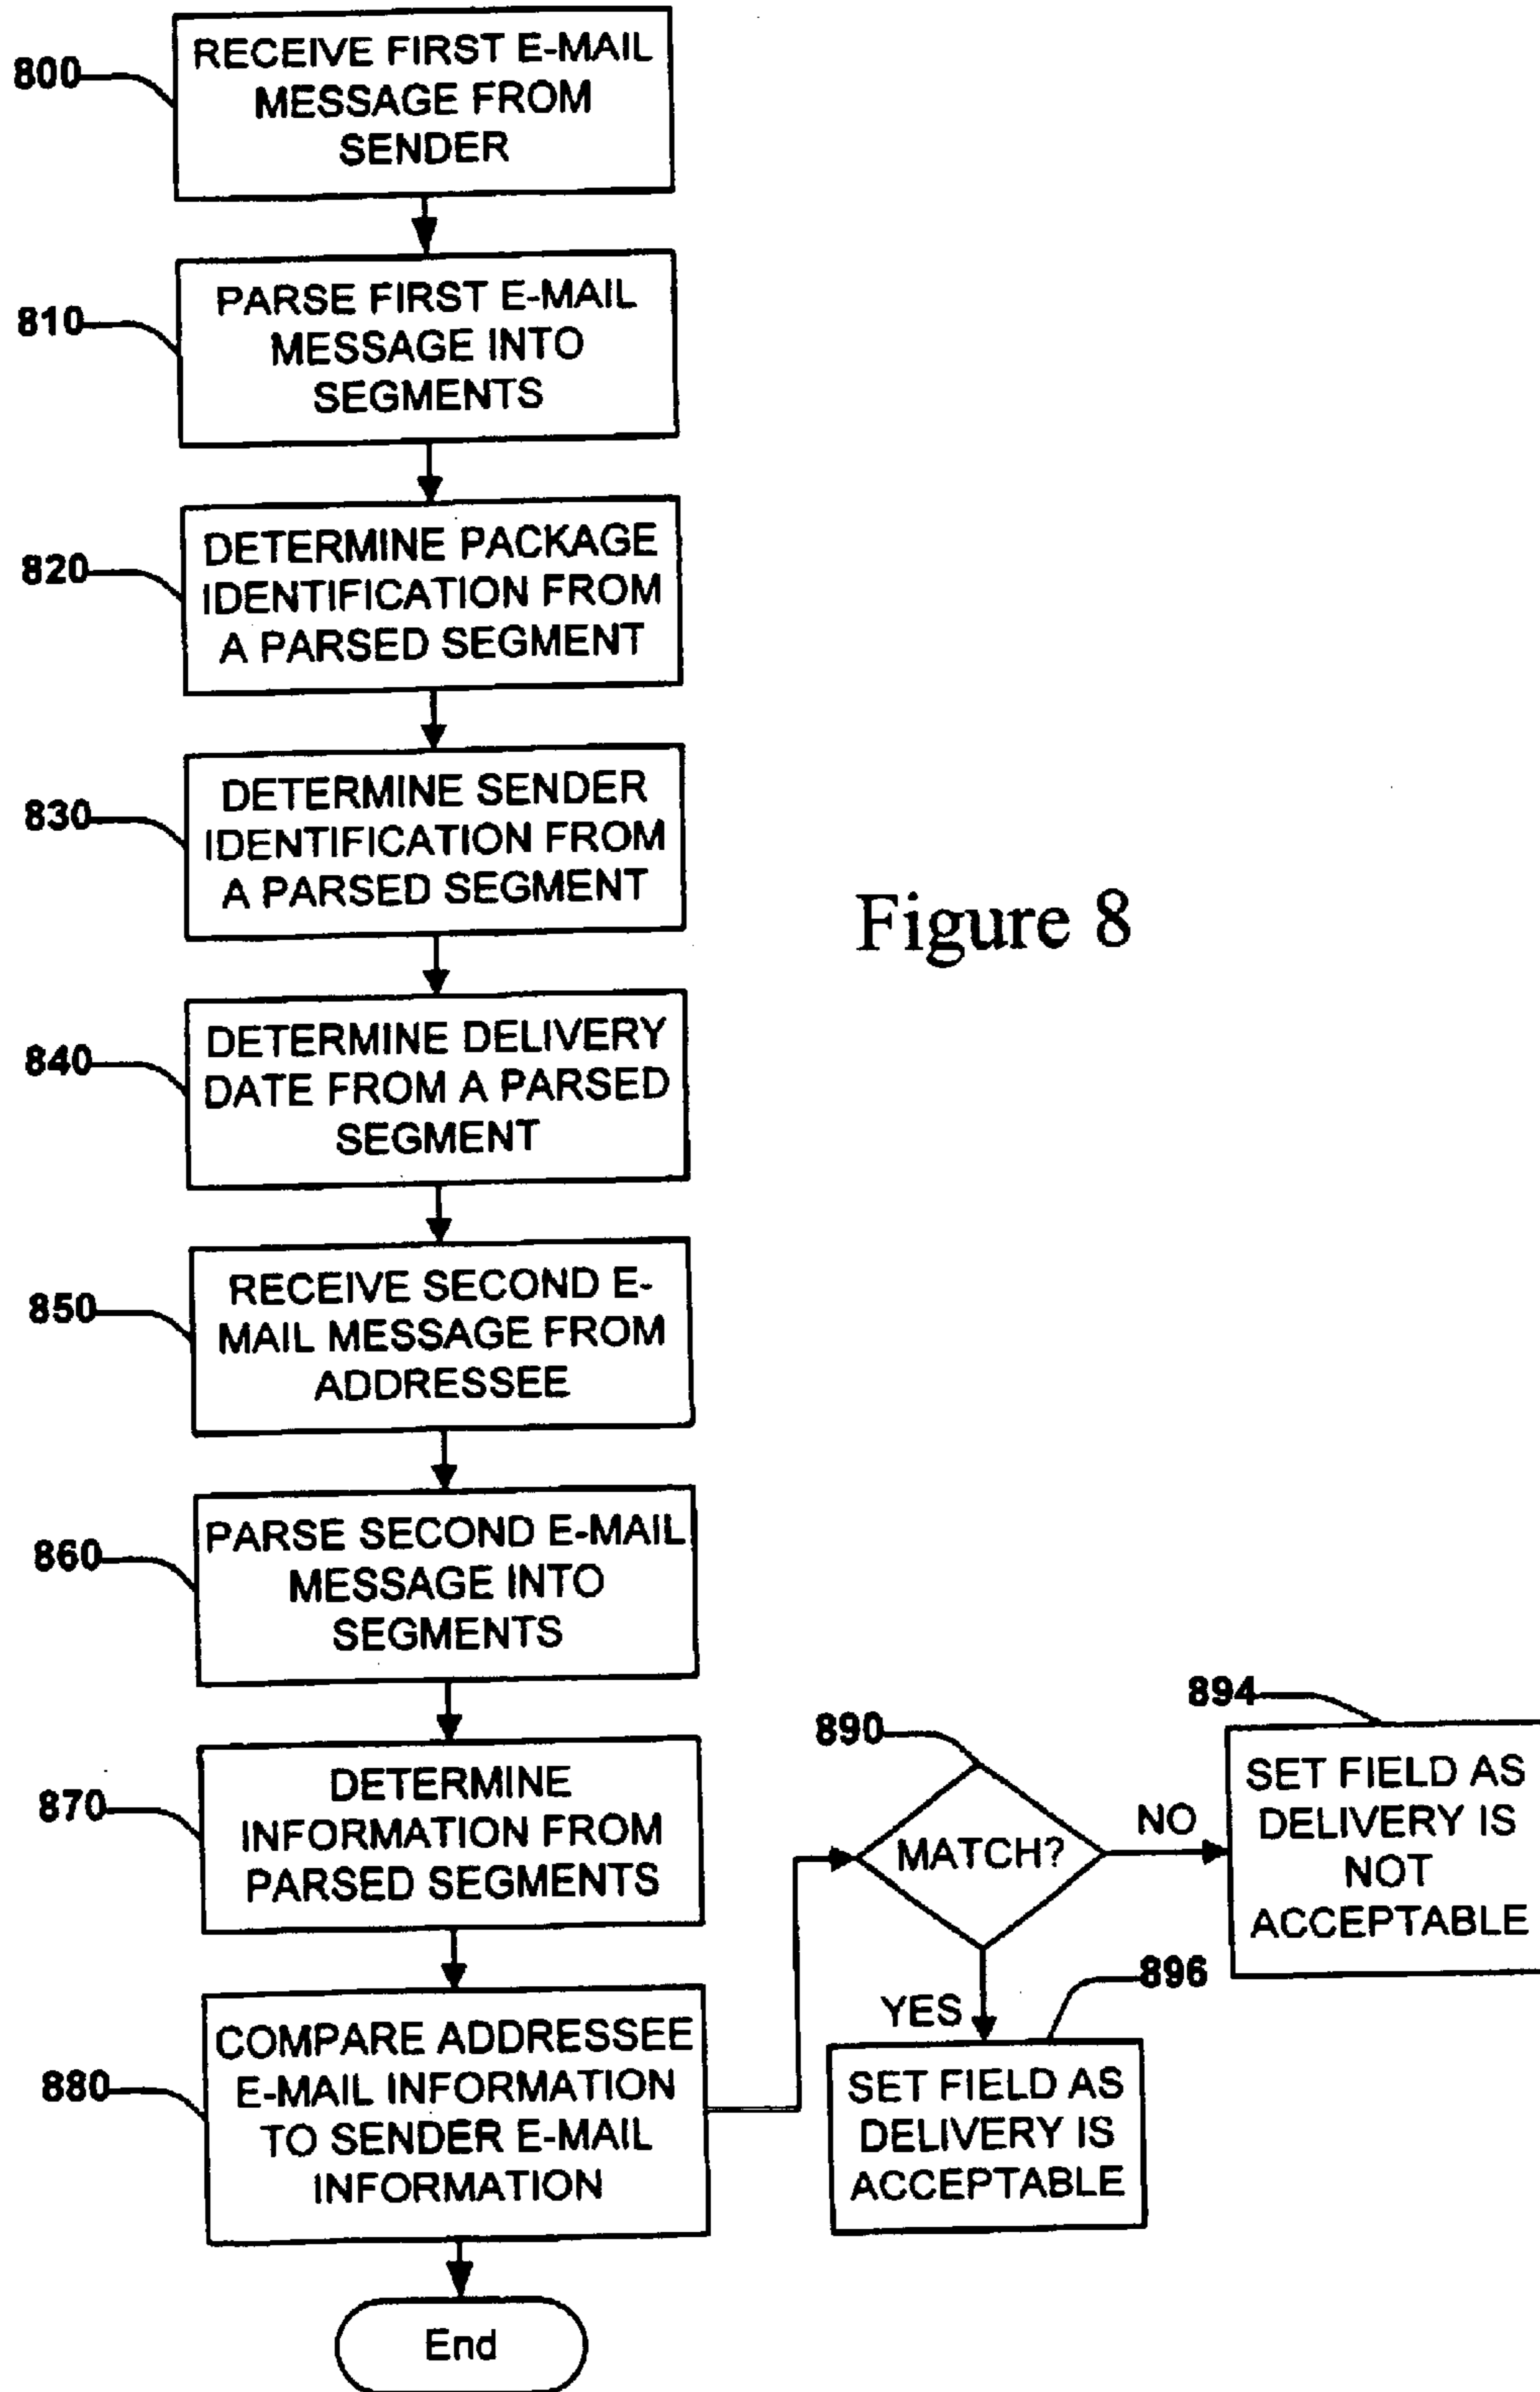 800
RECEIVE FIRST E-MAIL
MESSAGE FROM
SENDER
810
PARSE FIRST E-MAIL
MESSAGE INTO
SEGMENTS
820
DETERMINE PACKAGE
IDENTIFICATION FROM
A PARSED SEGMENT
830
DETERMINE SENDER
IDENTIFICATION FROM
A PARSED SEGMENT
Figure 8
840
DETERMINE DELIVERY
DATE FROM A PARSED
SEGMENT
850
RECEIVE SECOND E-
MAIL MESSAGE FROM
ADDRESSEE
860
PARSE SECOND E-MAIL
MESSAGE INTO
SEGMENTS
870
DETERMINE
INFORMATION FROM
PARSED SEGMENTS
880
COMPARE ADDRESSEE
E-MAIL INFORMATION
TO SENDER E-MAIL
INFORMATION
890
MATCH?
NO
894
SET FIELD AS
DELIVERY IS
NOT
ACCEPTABLE
YES
896
SET FIELD AS
DELIVERY IS
ACCEPTABLE
End